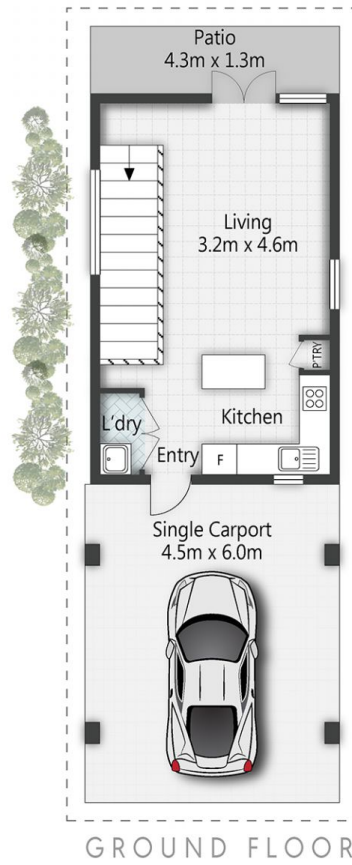 Patio
4.3m x 1.3m
Living
3.2m x 4.6m
P'TRY
Kitchen
L'dry
Entry
F
Single Carport
4.5m x 6.0m
GROUND FLOOR